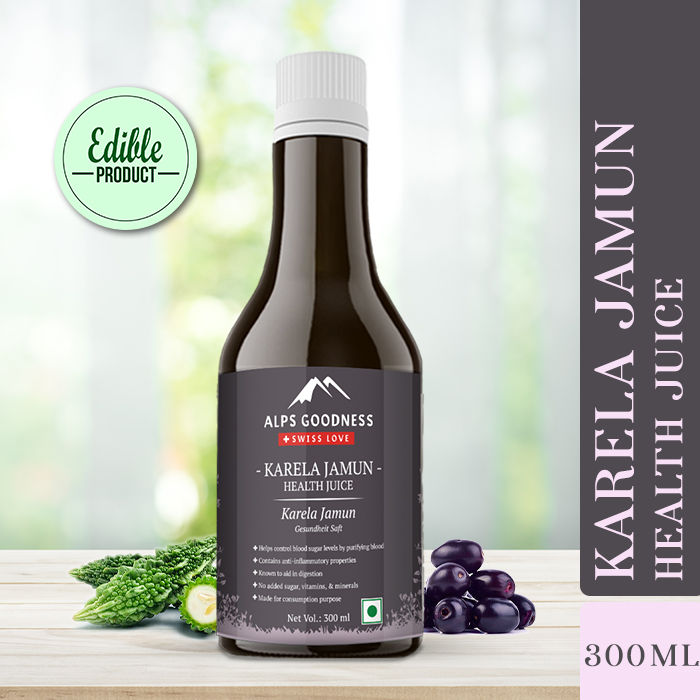 Edible
PRODUCT
ALPS GOODNESS
SWISS LOVE
- KARELA JAMUN -
HEALTH JUICE
Karela Jamun
Gesundheit Saft
Helps control blood sugar levels by purifying blood
Contains anti-inflammatory properties
Known to aid in digestion
No added sugar, vitamins, & minerals
Made for consumption purpose
Net Vol.: 300 ml
KARELA JAMUN
HEALTH JUICE
300ML